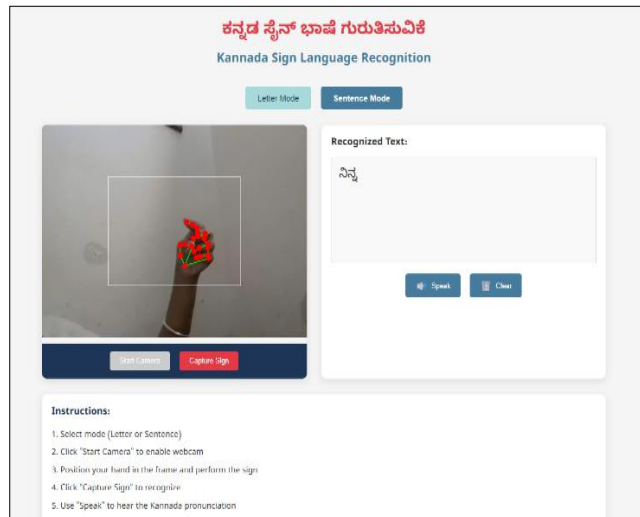 ಕನ್ನಡ ಸೈನ್ ಭಾಷೆ ಗುರುತಿಸುವಿಕೆ
Kannada Sign Language Recognition
Letter Mode
Sentence Mode
Recognized Text:
ನಿನ್ನ
Speak
Clear
Start Camera
Capture Sign
Instructions:
1. Select mode (Letter or Sentence)
2. Click "Start Camera" to enable webcam
3. Position your hand in the frame and perform the sign
4. Click "Capture Sign" to recognize
5. Use "Speak" to hear the Kannada pronunciation